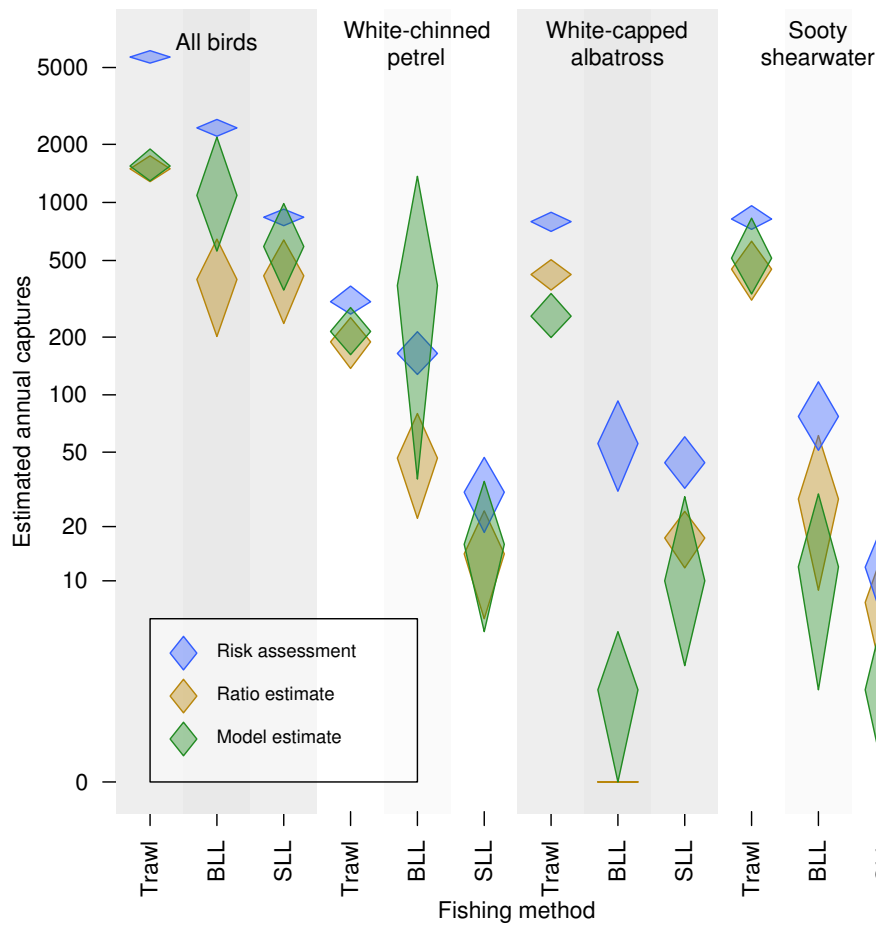 All birds
White-chinned
petrel
White-capped
albatross
Sooty
shearwater
Estimated annual captures
5000
2000
1000
500
200
100
50
20
10
0
Risk assessment
Ratio estimate
Model estimate
Trawl
BLL
SLL
Trawl
BLL
SLL
Trawl
BLL
SLL
Trawl
BLL
Fishing method